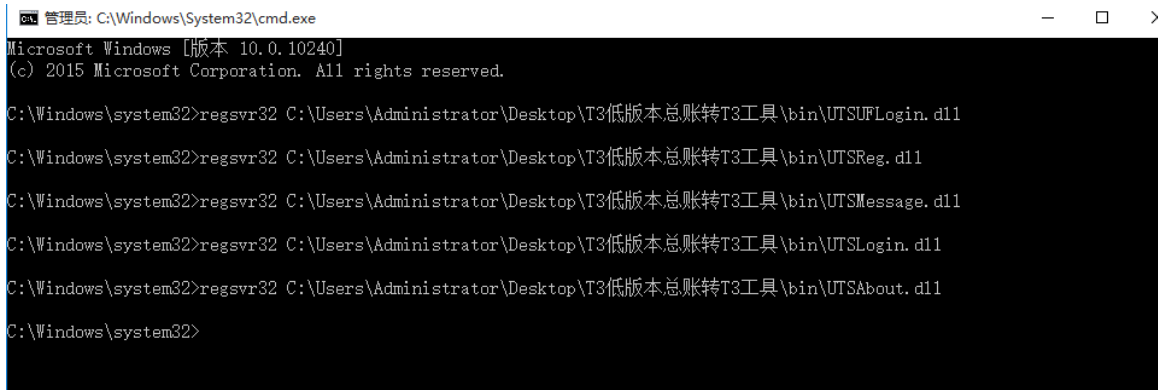 管理员: C:\Windows\System32\cmd.exe
Microsoft Windows [版本 10.0.10240]
(c) 2015 Microsoft Corporation. All rights reserved.
C:\Windows\system32>regsvr32 C:\Users\Administrator\Desktop\T3低版本总账转T3工具\bin\UTSUFLogin.dll
C:\Windows\system32>regsvr32 C:\Users\Administrator\Desktop\T3低版本总账转T3工具\bin\UTSReg.dll
C:\Windows\system32>regsvr32 C:\Users\Administrator\Desktop\T3低版本总账转T3工具\bin\UTSMessage.dll
C:\Windows\system32>regsvr32 C:\Users\Administrator\Desktop\T3低版本总账转T3工具\bin\UTSLogin.dll
C:\Windows\system32>regsvr32 C:\Users\Administrator\Desktop\T3低版本总账转T3工具\bin\UTSAbout.dll
C:\Windows\system32>